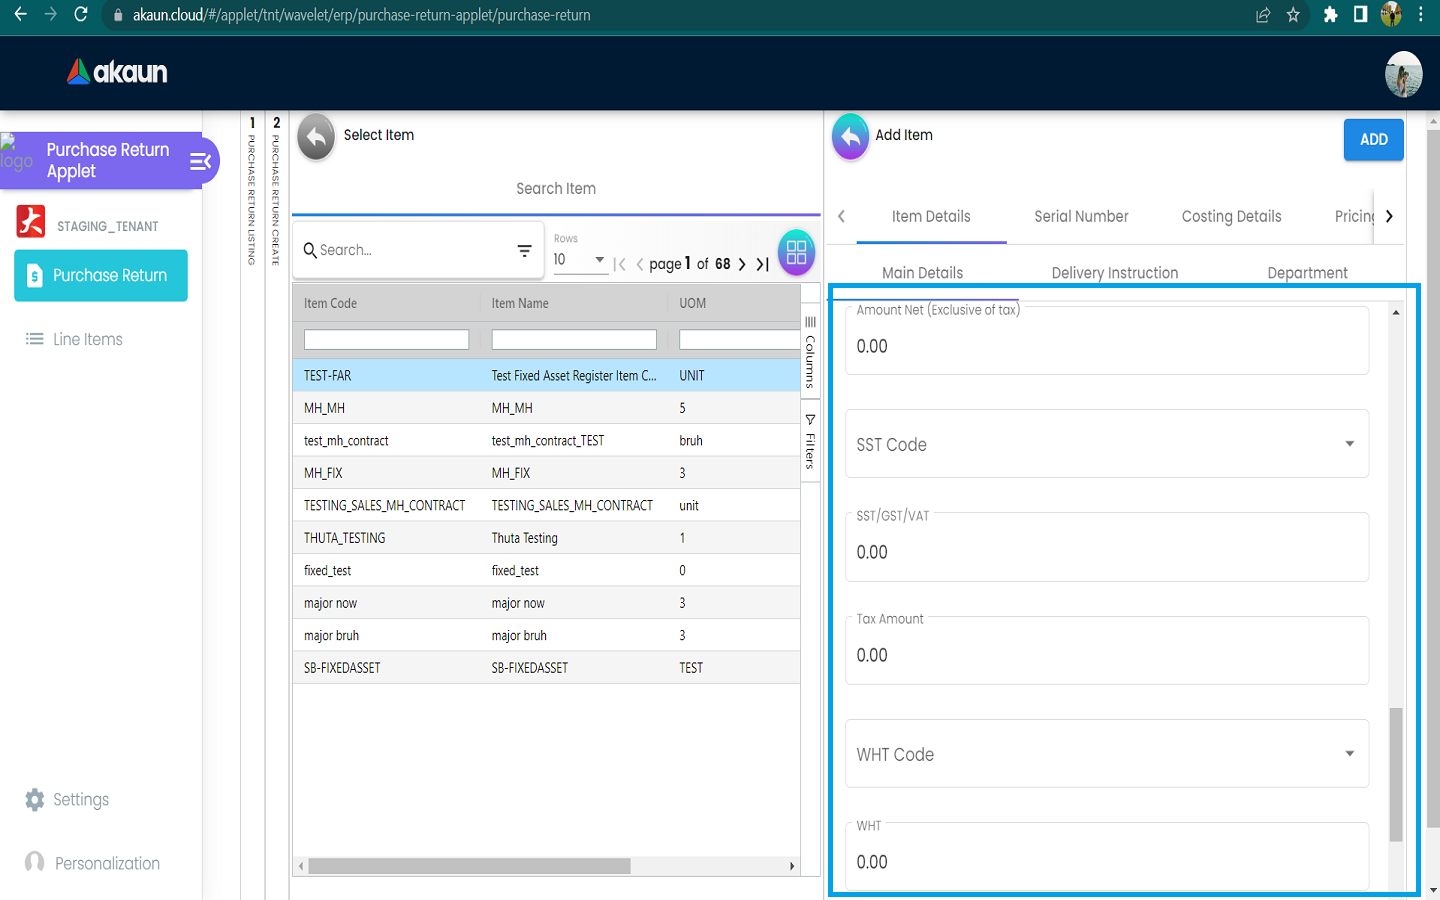 akaun.cloud/#/applet/tnt/wavelet/erp/purchase-return-applet/purchase-return
akaun
logo
Purchase Return
Applet
STAGING_TENANT
Purchase Return
Line Items
Settings
Personalization
1 PURCHASE RETURN LISTING
2 PURCHASE RETURN CREATE
Select Item
Search Item
Search...
Rows
10
page 1 of 68
Item Code Item Name UOM
TEST-FAR Test Fixed Asset Register Item C... UNIT
MH_MH MH_MH 5
test_mh_contract test_mh_contract_TEST bruh
MH_FIX MH_FIX 3
TESTING_SALES_MH_CONTRACT TESTING_SALES_MH_CONTRACT unit
THUTA_TESTING Thuta Testing 1
fixed_test fixed_test 0
major now major now 3
major bruh major bruh 3
SB-FIXEDASSET SB-FIXEDASSET TEST
Columns
Filters
Add Item
ADD
Item Details Serial Number Costing Details Pricing
Main Details Delivery Instruction Department
Amount Net (Exclusive of tax)
0.00
SST Code
SST/GST/VAT
0.00
Tax Amount
0.00
WHT Code
WHT
0.00